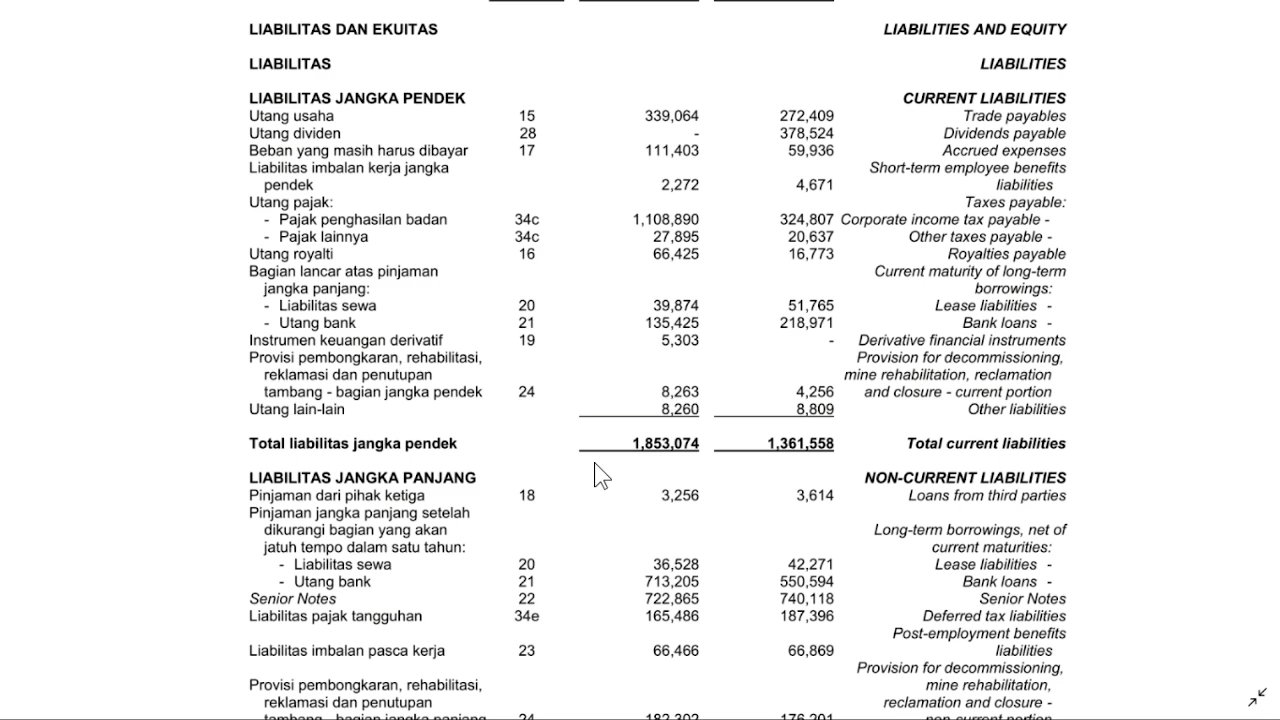 LIABILITAS DAN EKUITAS LIABILITIES AND EQUITY
LIABILITAS LIABILITIES
LIABILITAS JANGKA PENDEK CURRENT LIABILITIES
Utang usaha 15 339,064 272,409 Trade payables
Utang dividen 28 - 378,524 Dividends payable
Beban yang masih harus dibayar 17 111,403 59,936 Accrued expenses
Liabilitas imbalan kerja jangka Short-term employee benefits
pendek 2,272 4,671 liabilities
Utang pajak: Taxes payable:
- Pajak penghasilan badan 34c 1,108,890 324,807 Corporate income tax payable -
- Pajak lainnya 34c 27,895 20,637 Other taxes payable -
Utang royalti 16 66,425 16,773 Royalties payable
Bagian lancar atas pinjaman Current maturity of long-term
jangka panjang: borrowings:
- Liabilitas sewa 20 39,874 51,765 Lease liabilities -
- Utang bank 21 135,425 218,971 Bank loans -
Instrumen keuangan derivatif 19 5,303 - Derivative financial instruments
Provisi pembongkaran, rehabilitasi, Provision for decommissioning,
reklamasi dan penutupan mine rehabilitation, reclamation
tambang - bagian jangka pendek 24 8,263 4,256 and closure - current portion
Utang lain-lain 8,260 8,809 Other liabilities
Total liabilitas jangka pendek 1,853,074 1,361,558 Total current liabilities
LIABILITAS JANGKA PANJANG NON-CURRENT LIABILITIES
Pinjaman dari pihak ketiga 18 3,256 3,614 Loans from third parties
Pinjaman jangka panjang setelah
dikurangi bagian yang akan Long-term borrowings, net of
jatuh tempo dalam satu tahun: current maturities:
- Liabilitas sewa 20 36,528 42,271 Lease liabilities -
- Utang bank 21 713,205 550,594 Bank loans -
Senior Notes 22 722,865 740,118 Senior Notes
Liabilitas pajak tangguhan 34e 165,486 187,396 Deferred tax liabilities
Post-employment benefits
Liabilitas imbalan pasca kerja 23 66,466 66,869 liabilities
Provision for decommissioning,
Provisi pembongkaran, rehabilitasi, mine rehabilitation,
reklamasi dan penutupan reclamation and closure -
tambang - bagian jangka panjang 24 182,302 176,201 non-current portion